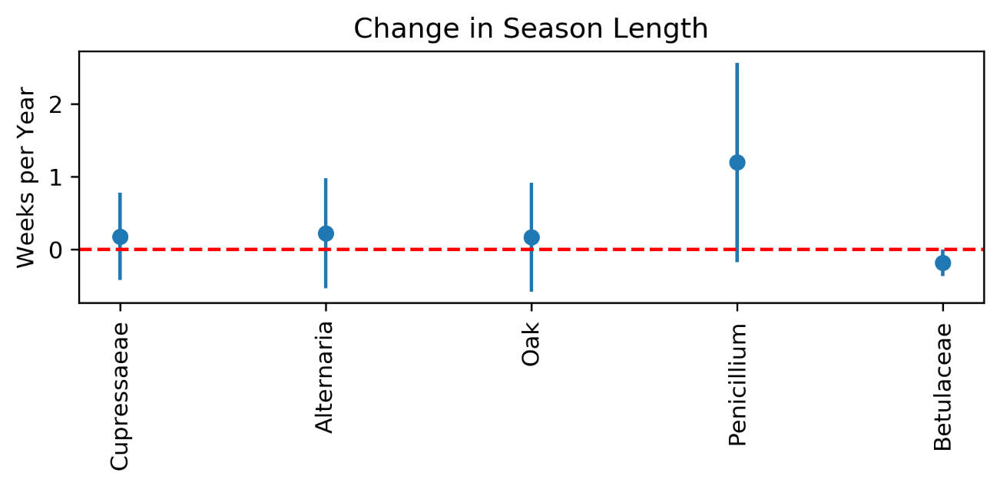 Change in Season Length
Weeks per Year
2
1
0
Cupressaeae
Alternaria
Oak
Penicillium
Betulaceae